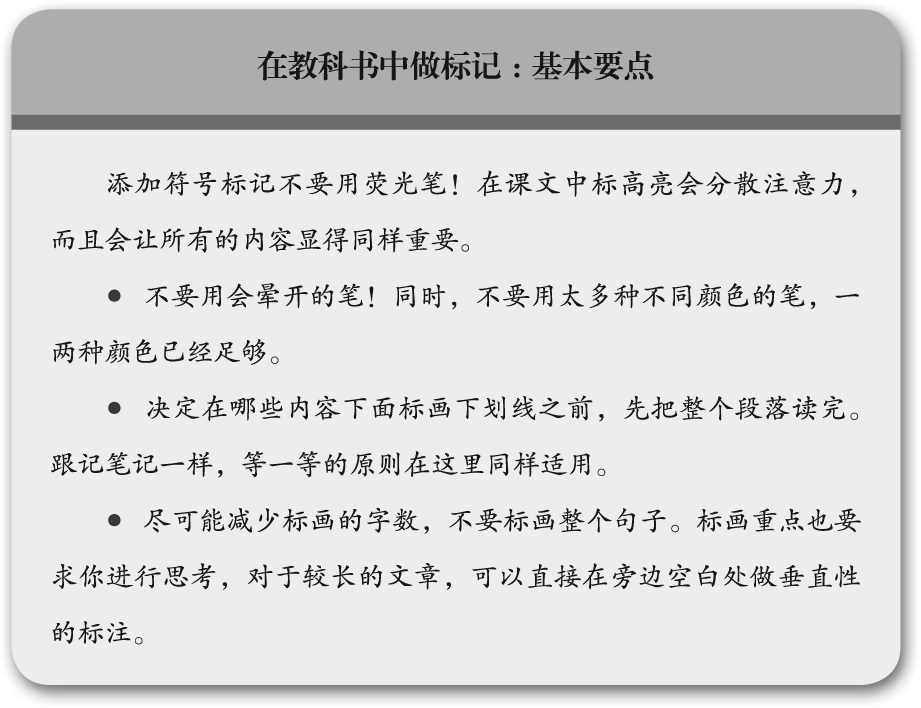 在教科书中做标记：基本要点
添加符号标记不要用荧光笔！在课文中标高亮会分散注意力，
而且会让所有的内容显得同样重要。
● 不要用会晕开的笔！同时，不要用太多种不同颜色的笔，一
两种颜色已经足够。
● 决定在哪些内容下面标画下划线之前，先把整个段落读完。
跟记笔记一样，等一等的原则在这里同样适用。
● 尽可能减少标画的字数，不要标画整个句子。标画重点也要
求你进行思考，对于较长的文章，可以直接在旁边空白处做垂直性
的标注。